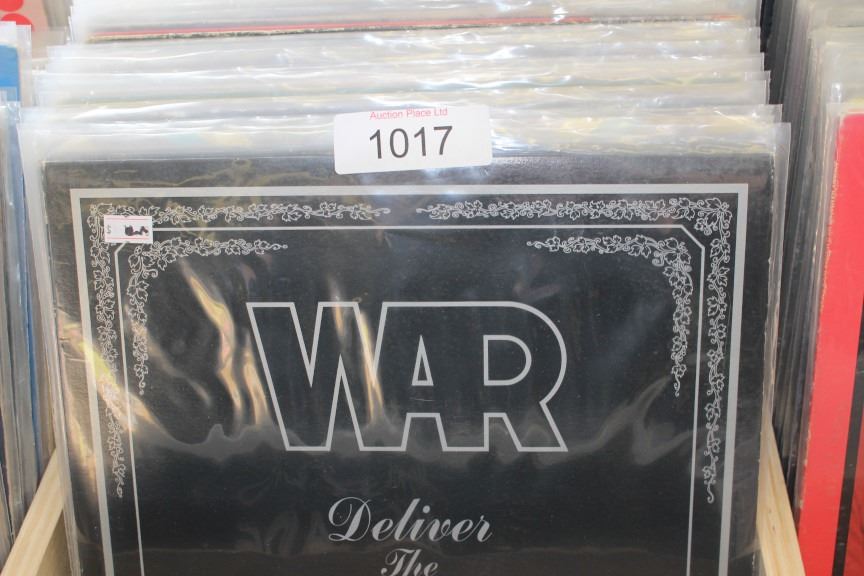 Auction Place Ltd
1017
$
WAR
Deliver
The